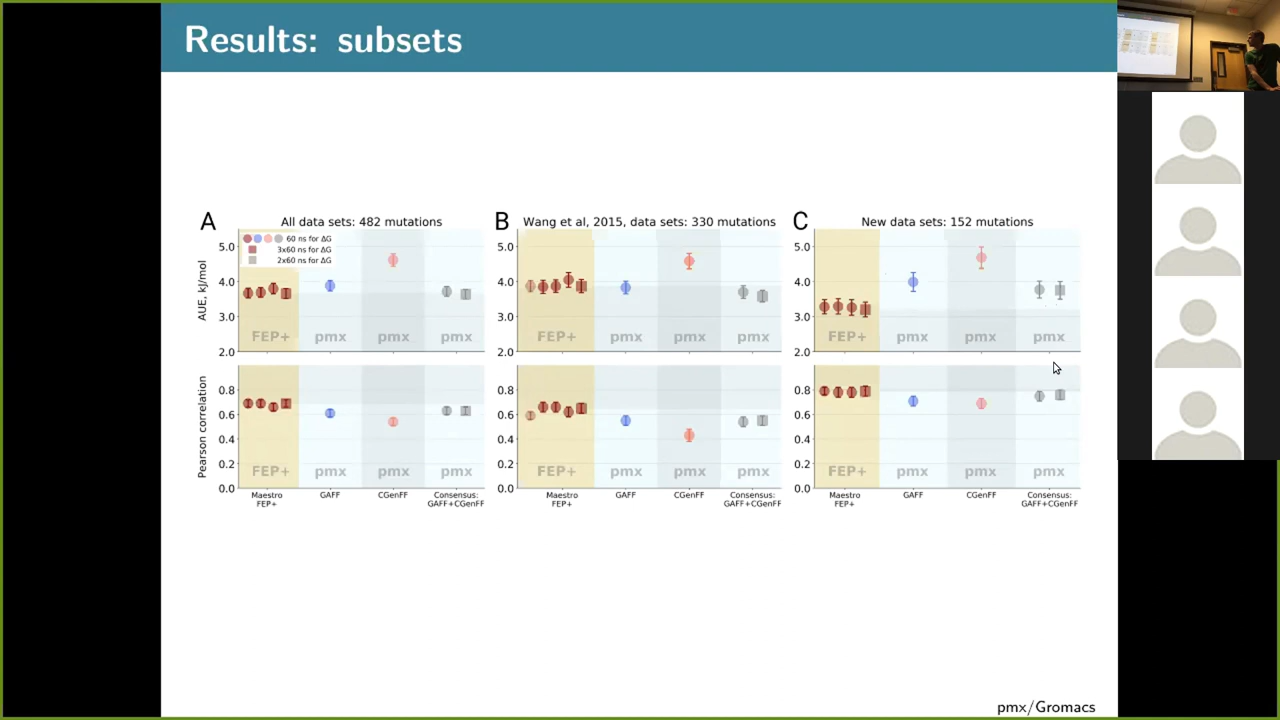 Results: subsets
A
All data sets: 482 mutations
60 ns for ΔG
3x60 ns for ΔG
2x60 ns for ΔG
AUE, kJ/mol
5.0
4.0
3.0
2.0
FEP+
pmx
pmx
pmx
Pearson correlation
0.8
0.6
0.4
0.2
0.0
FEP+
pmx
pmx
pmx
Maestro
FEP+
GAFF
CGenFF
Consensus:
GAFF+CGenFF
B
Wang et al, 2015, data sets: 330 mutations
5.0
4.0
3.0
2.0
FEP+
pmx
pmx
pmx
0.8
0.6
0.4
0.2
0.0
FEP+
pmx
pmx
pmx
Maestro
FEP+
GAFF
CGenFF
Consensus:
GAFF+CGenFF
C
New data sets: 152 mutations
5.0
4.0
3.0
2.0
FEP+
pmx
pmx
pmx
0.8
0.6
0.4
0.2
0.0
FEP+
pmx
pmx
pmx
Maestro
FEP+
GAFF
CGenFF
Consensus:
GAFF+CGenFF
pmx/Gromacs